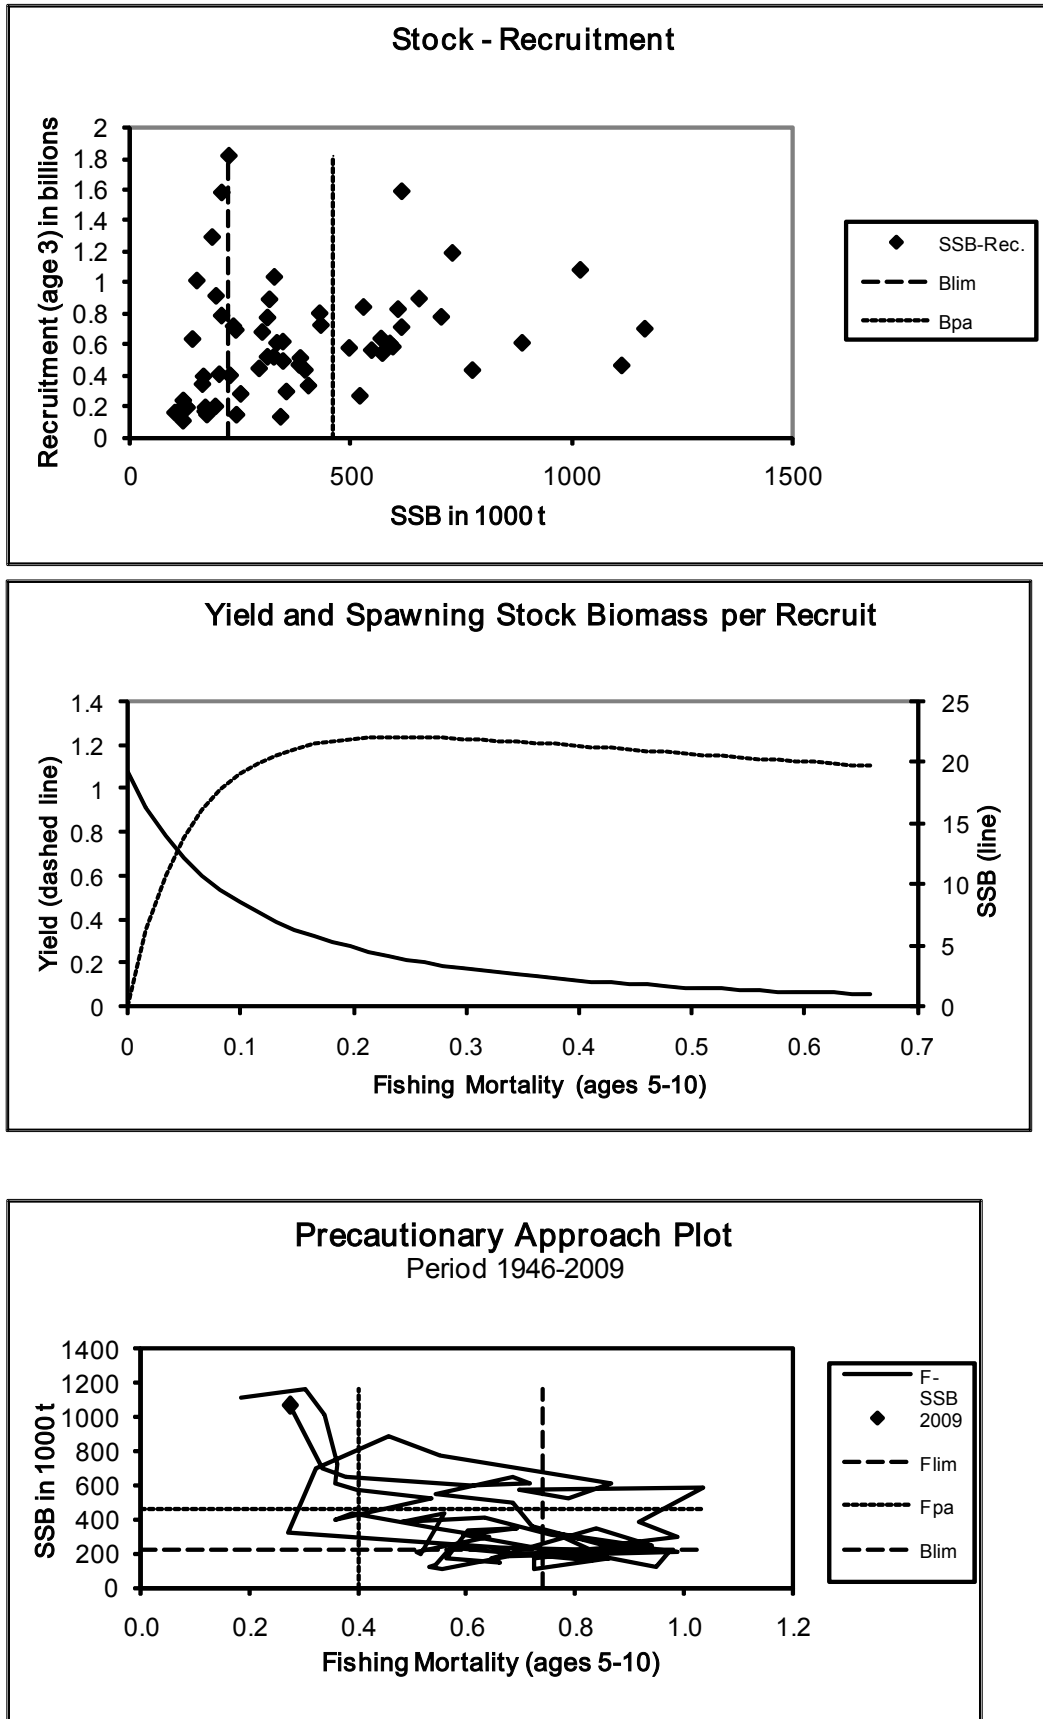 Stock - Recruitment
Recruitment (age 3) in billions
2
1.8
1.6
1.4
1.2
1
0.8
0.6
0.4
0.2
0
0
500
1000
1500
SSB in 1000 t
SSB-Rec.
Blim
Bpa
Yield and Spawning Stock Biomass per Recruit
Yield (dashed line)
1.4
1.2
1
0.8
0.6
0.4
0.2
0
25
20
15
10
5
0
SSB (line)
0
0.1
0.2
0.3
0.4
0.5
0.6
0.7
Fishing Mortality (ages 5-10)
Precautionary Approach Plot
Period 1946-2009
SSB in 1000 t
1400
1200
1000
800
600
400
200
0
0.0
0.2
0.4
0.6
0.8
1.0
1.2
Fishing Mortality (ages 5-10)
F-
SSB
2009
Flim
Fpa
Blim